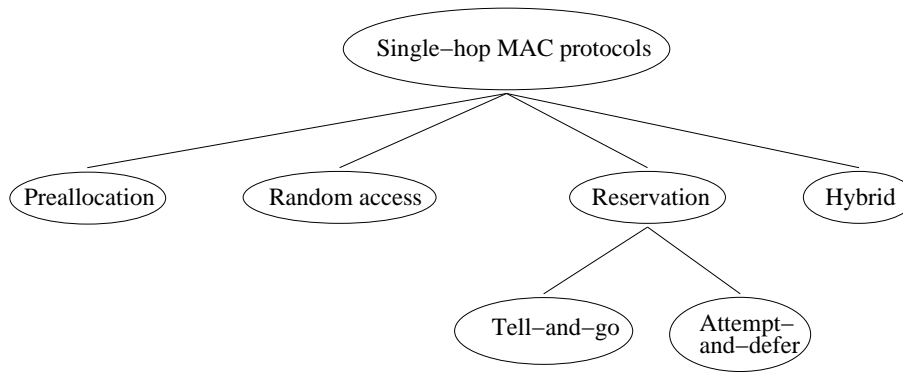 Single−hop MAC protocols
Preallocation
Random access
Reservation
Hybrid
Tell−and−go
Attempt−
and−defer